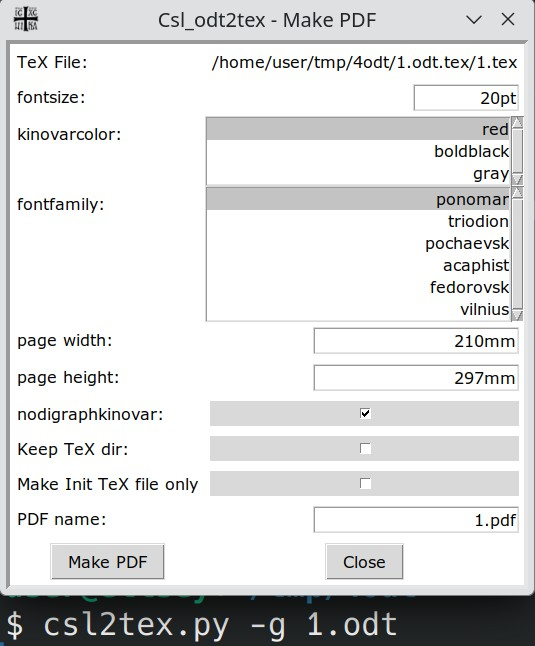 Csl_odt2tex - Make PDF
TeX File: /home/user/tmp/4odt/1.odt.tex/1.tex
fontsize: 20pt
kinovarcolor: red
boldblack
gray
fontfamily: ponomar
triodion
pochaevsk
acaphist
fedorovsk
vilnius
page width: 210mm
page height: 297mm
nodigraphkinovar:
Keep TeX dir:
Make Init TeX file only
PDF name: 1.pdf
Make PDF Close
$ csl2tex.py -g 1.odt